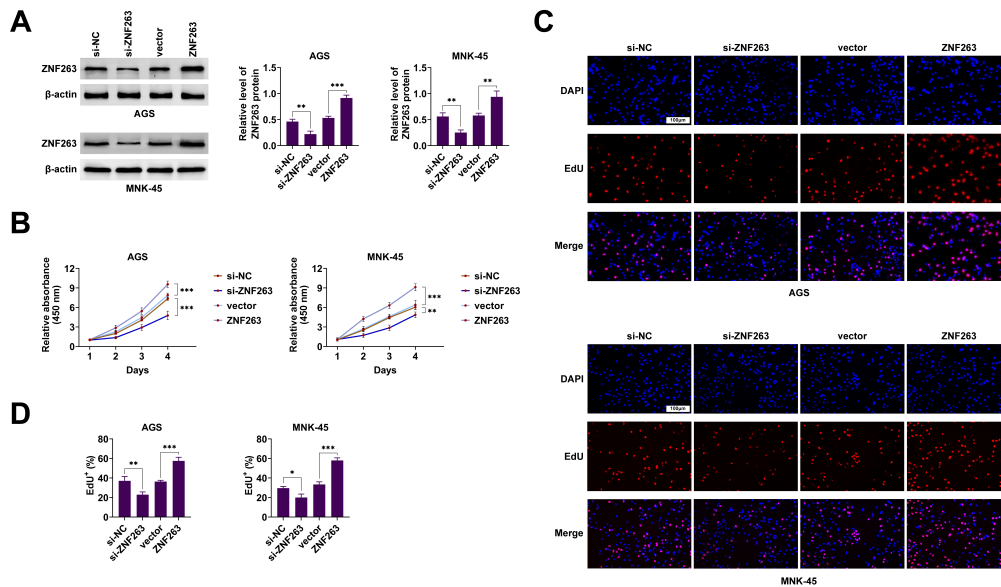 A
si-NC
si-ZNF263
vector
ZNF263
ZNF263
β-actin
AGS
ZNF263
β-actin
MNK-45
AGS
Relative level of
ZNF263 protein
1.5
1.0
0.5
0.0
**
***
si-NC
si-ZNF263
vector
ZNF263
MNK-45
Relative level of
ZNF263 protein
1.5
1.0
0.5
0.0
**
**
si-NC
si-ZNF263
vector
ZNF263
B
AGS
Relative absorbance
(450 nm)
12
9
6
3
0
1 2 3 4
Days
***
***
si-NC
si-ZNF263
vector
ZNF263
MNK-45
Relative absorbance
(450 nm)
12
9
6
3
0
1 2 3 4
Days
***
**
si-NC
si-ZNF263
vector
ZNF263
D
AGS
EdU+ (%)
80
60
40
20
0
**
***
si-NC
si-ZNF263
vector
ZNF263
MNK-45
EdU+ (%)
80
60
40
20
0
*
***
si-NC
si-ZNF263
vector
ZNF263
C
si-NC si-ZNF263 vector ZNF263
DAPI
100μm
EdU
Merge
AGS
si-NC si-ZNF263 vector ZNF263
DAPI
100μm
EdU
Merge
MNK-45